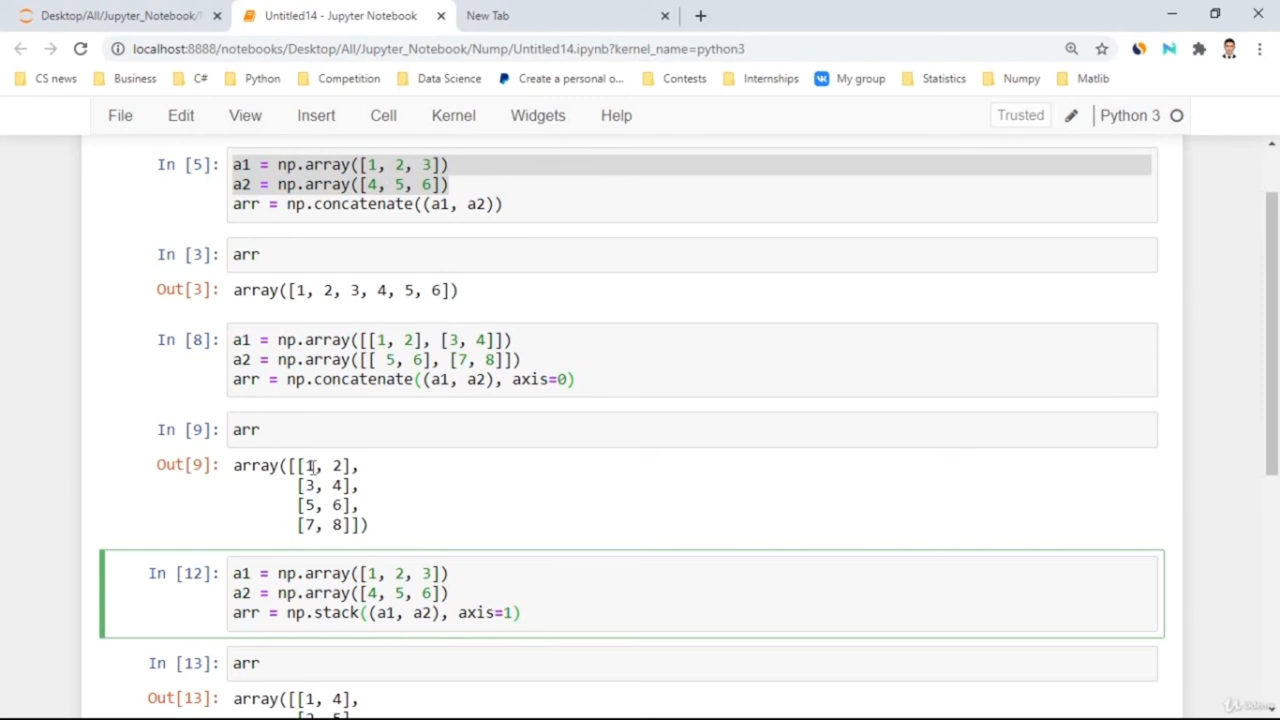 Desktop/All/Jupyter_Notebook/
Untitled14 - Jupyter Notebook
New Tab
localhost:8888/notebooks/Desktop/All/Jupyter_Notebook/Nump/Untitled14.ipynb?kernel_name=python3
CS news
Business
C#
Python
Competition
Data Science
Create a personal o...
Contests
Internships
My group
Statistics
Numpy
Matlib
File
Edit
View
Insert
Cell
Kernel
Widgets
Help
Trusted
Python 3
In [5]:
a1 = np.array([1, 2, 3])
a2 = np.array([4, 5, 6])
arr = np.concatenate((a1, a2))
In [3]:
arr
Out[3]:
array([1, 2, 3, 4, 5, 6])
In [8]:
a1 = np.array([[1, 2], [3, 4]])
a2 = np.array([[ 5, 6], [7, 8]])
arr = np.concatenate((a1, a2), axis=0)
In [9]:
arr
Out[9]:
array([[1, 2],
[3, 4],
[5, 6],
[7, 8]])
In [12]:
a1 = np.array([1, 2, 3])
a2 = np.array([4, 5, 6])
arr = np.stack((a1, a2), axis=1)
In [13]:
arr
Out[13]:
array([[1, 4],